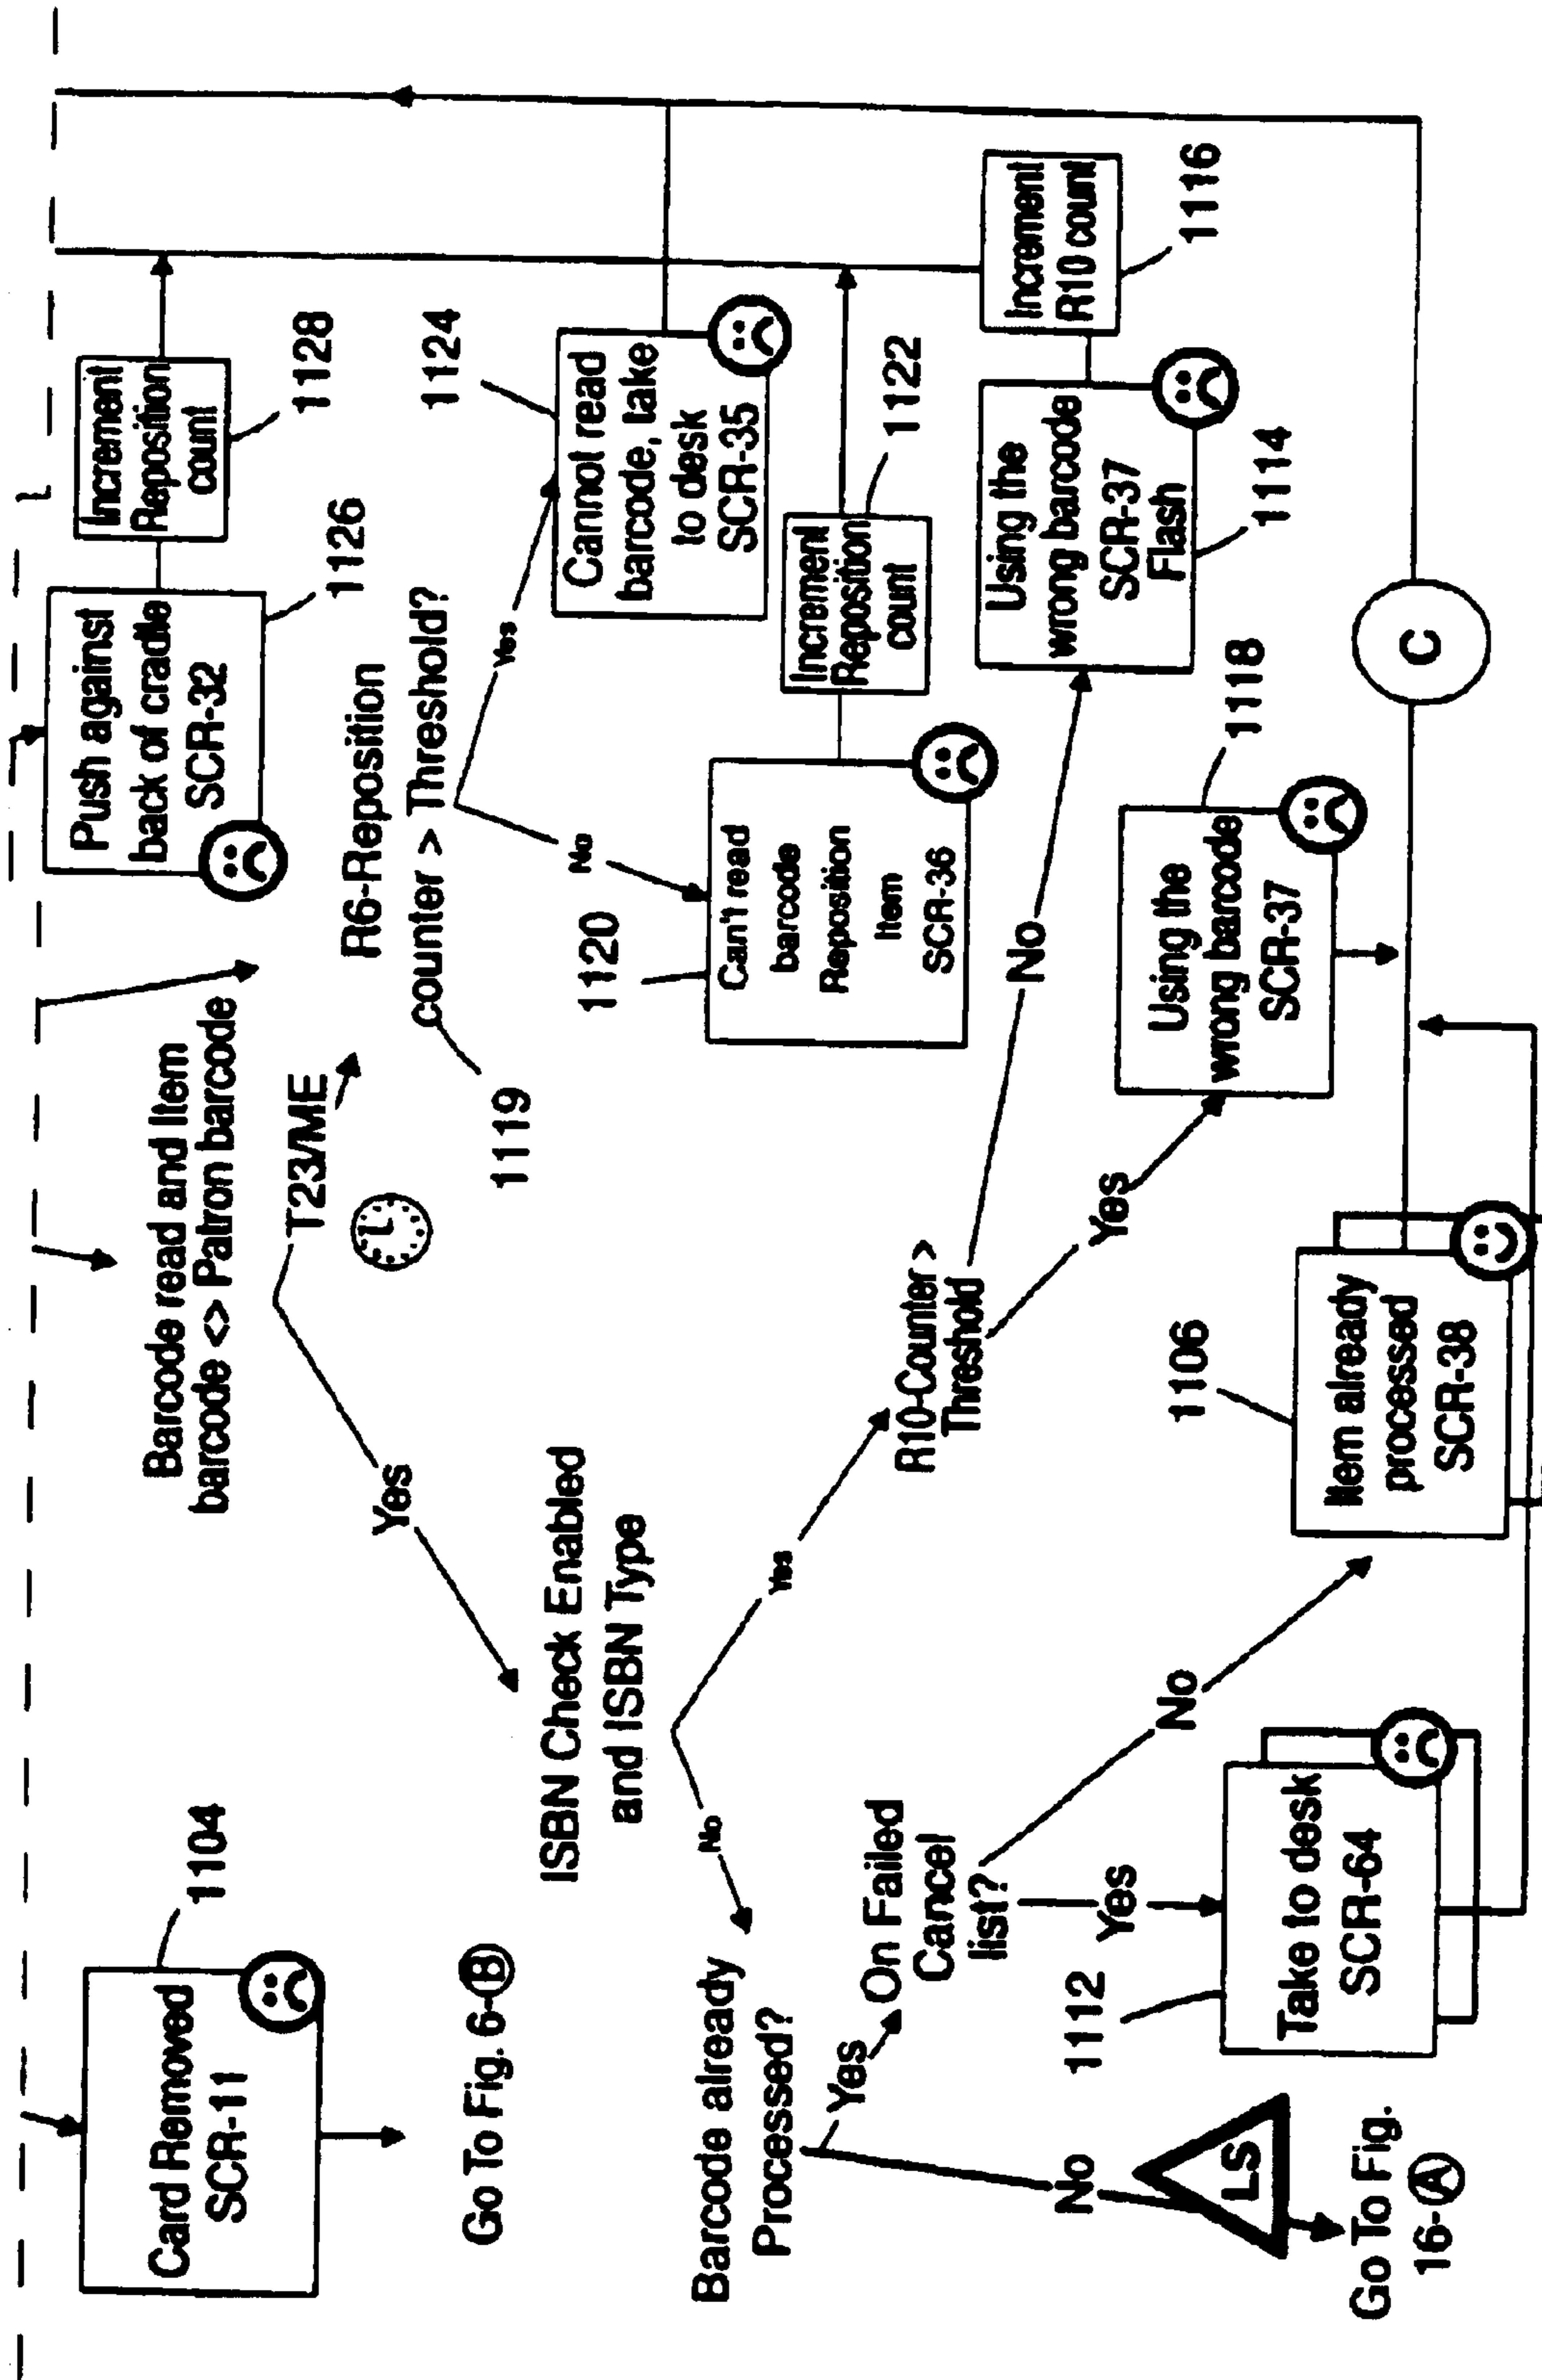 Card Removed
SCR-11
1104
Go To Fig. 6-B
Barcode read and Item
barcode <> Patron barcode
T23/ME
Yes
Push against
back of cradle
SCR-32
1126
Increment
Reposition
count
1128
R6-Reposition
counter > Threshold?
1119
Yes
No
Cannot read
barcode, take
to desk
SCR-35
1124
1120
Can't read
barcode
Reposition
Item
SCR-36
Increment
Reposition
count
1122
ISBN Check Enabled
and ISBN Type
No
Yes
R10-Counter >
Threshold
No
Yes
Using the
wrong barcode
SCR-37
Flash
1114
Increment
R10 count
1116
Using the
wrong barcode
SCR-37
1118
Barcode already
Processed?
Yes
No
On Failed
Cancel
list?
Yes
No
1112
Take to desk
SCR-64
1106
Item already
processed
SCR-38
C
LS
Go To Fig.
16-A